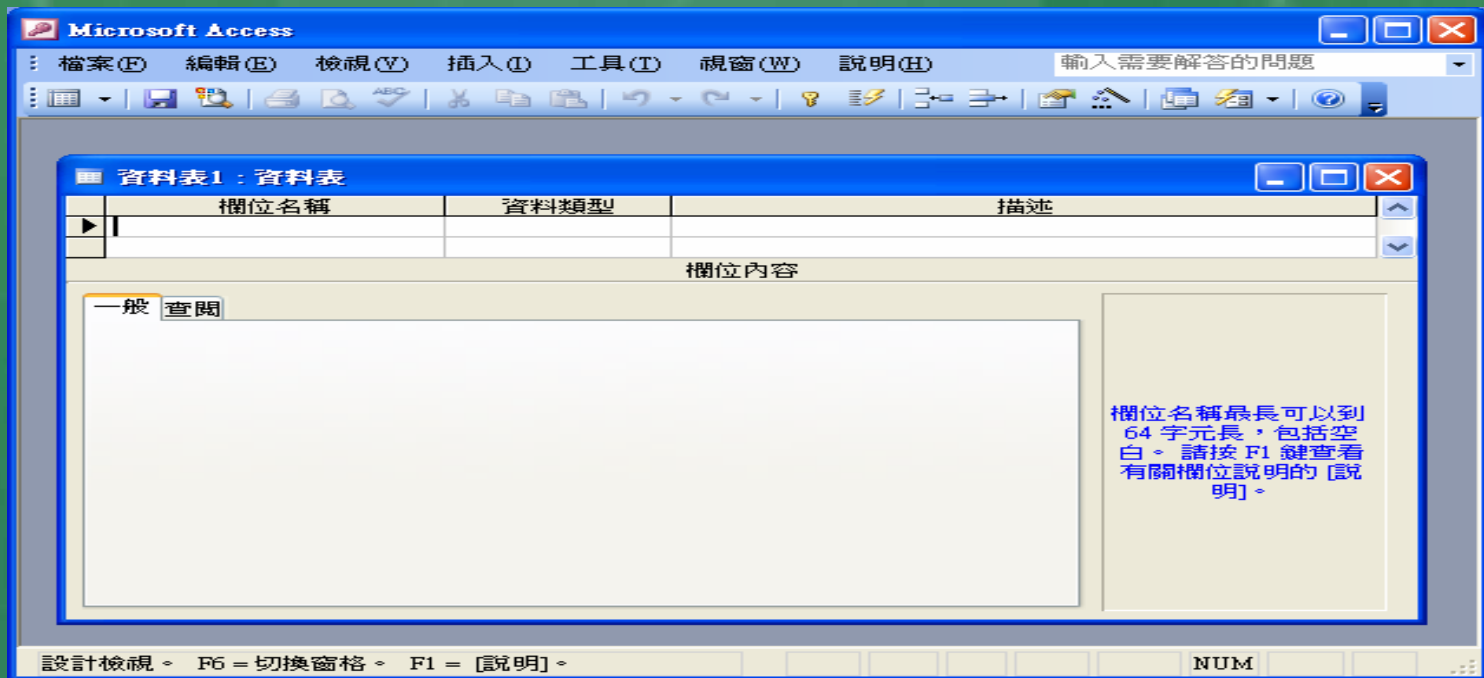 Microsoft Access
檔案(F) 編輯(E) 檢視(V) 插入(I) 工具(T) 視窗(W) 說明(H) 輸入需要解答的問題
ABC
資料表1 : 資料表
欄位名稱 資料類型 描述
欄位內容
一般 查閱
欄位名稱最長可以到
64 字元長，包括空
白。 請按 F1 鍵查看
有關欄位說明的 [說
明]。
設計檢視。 F6 = 切換窗格。 F1 = [說明]。 NUM